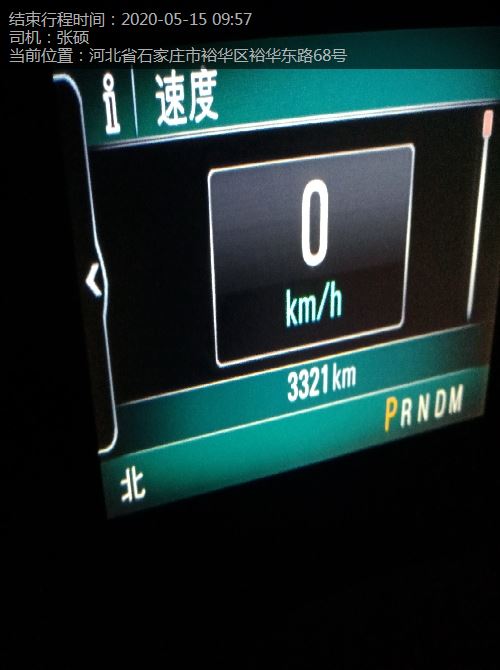 结束行程时间：2020-05-15 09:57
司机：张硕
当前位置：河北省石家庄市裕华区裕华东路68号
i 速度
0
km/h
3321km
PRNDM
北